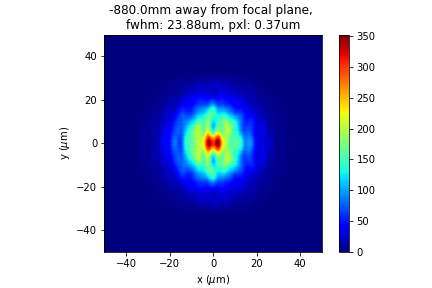 -880.0mm away from focal plane,
fwhm: 23.88um, pxl: 0.37um
40
20
0
−20
−40
y (μm)
−40 −20 0 20 40
x (μm)
350
300
250
200
150
100
50
0